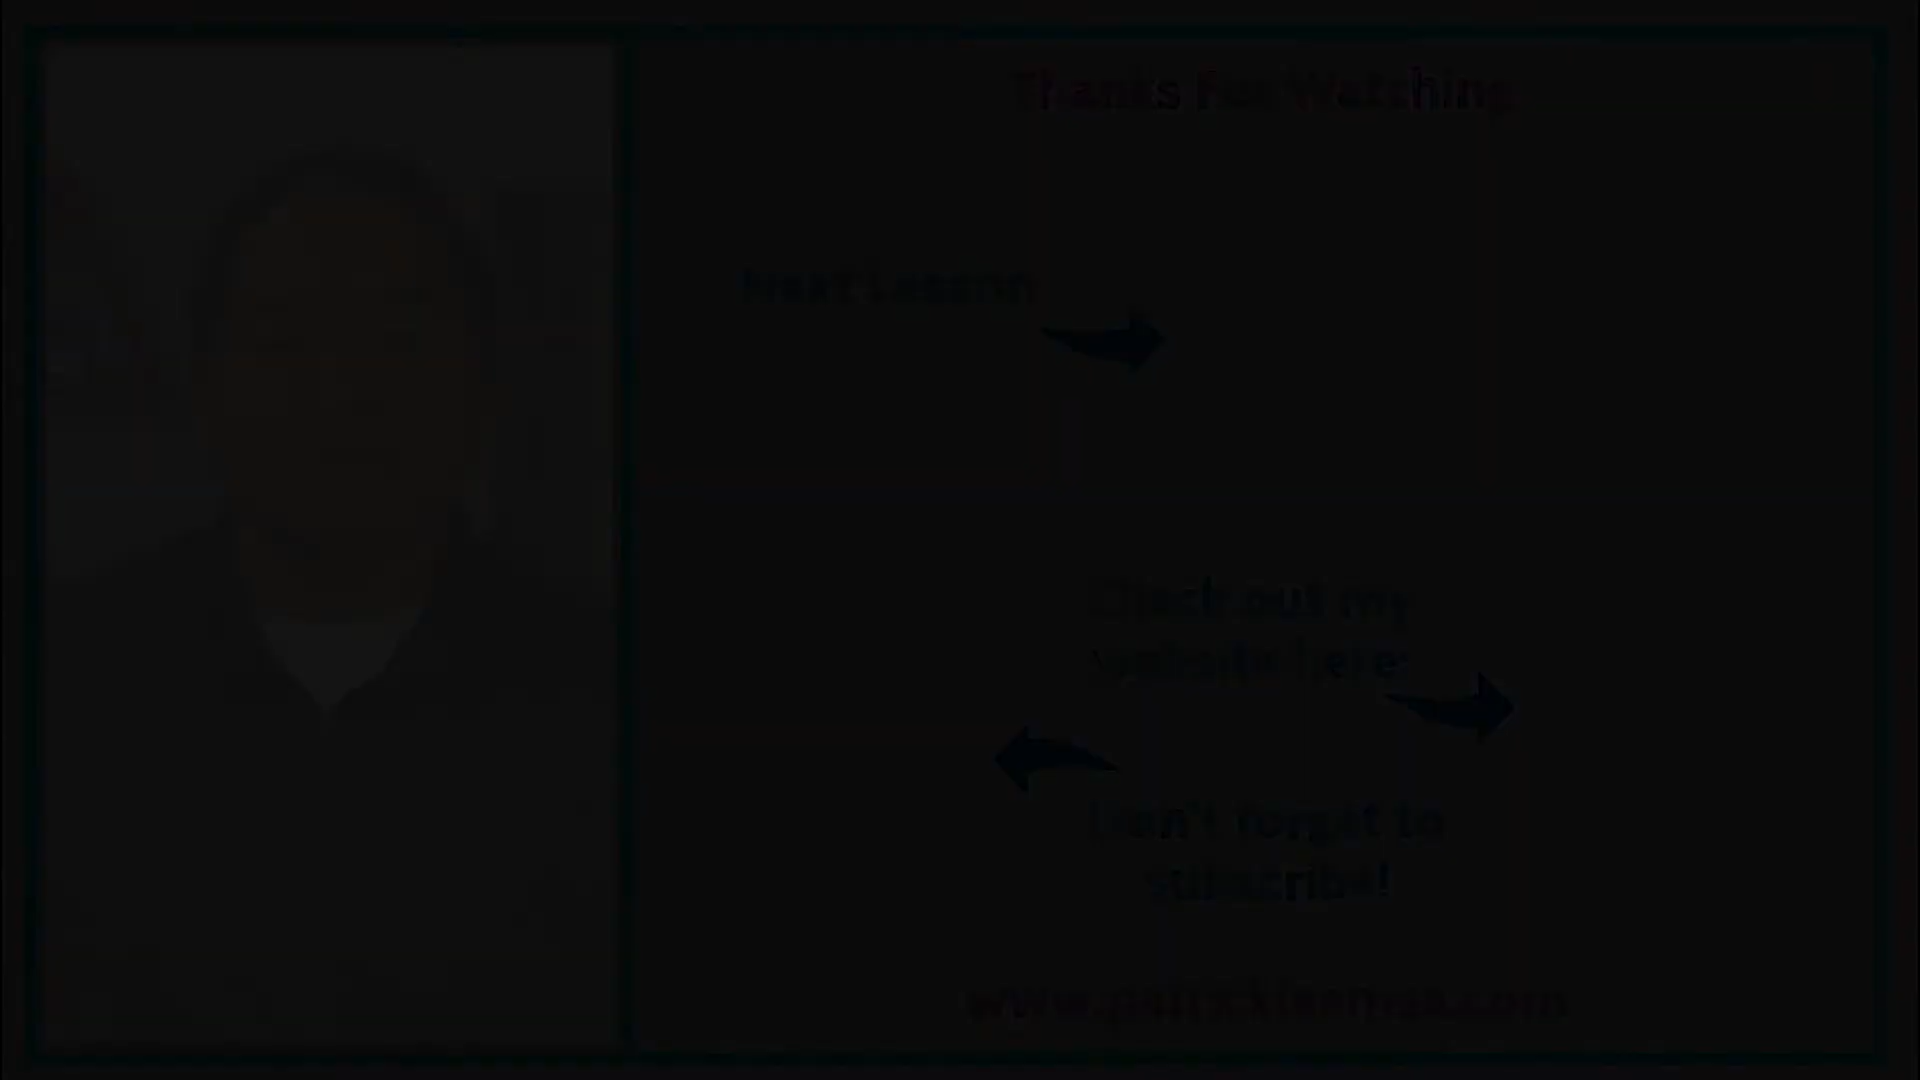 Thanks For Watching
Next Lesson
Check out my
website here
Don't forget to
subscribe!